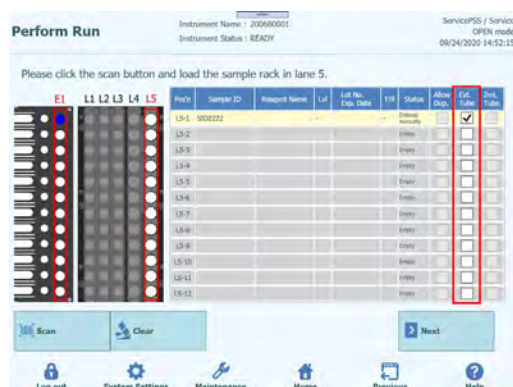 Perform Run
Instrument Name : 2006B0001
Instrument Status : READY
ServicePSS / Service
OPEN mode
09/24/2020 14:52:15
Please click the scan button and load the sample rack in lane 5.
E1 L1 L2 L3 L4 L5
Pos'n Sample ID Reagent Name Lvl Lot No. Exp. Date T/R Status Allow Dup. Ext. Tube 2mL Tube
L5-1 SID2222 - - Entered manually
L5-2 Empty
L5-3 Empty
L5-4 Empty
L5-5 Empty
L5-6 Empty
L5-7 Empty
L5-8 Empty
L5-9 Empty
L5-10 Empty
L5-11 Empty
L5-12 Empty
Scan
Clear
Next
Log out System Settings Maintenance Home Previous Help